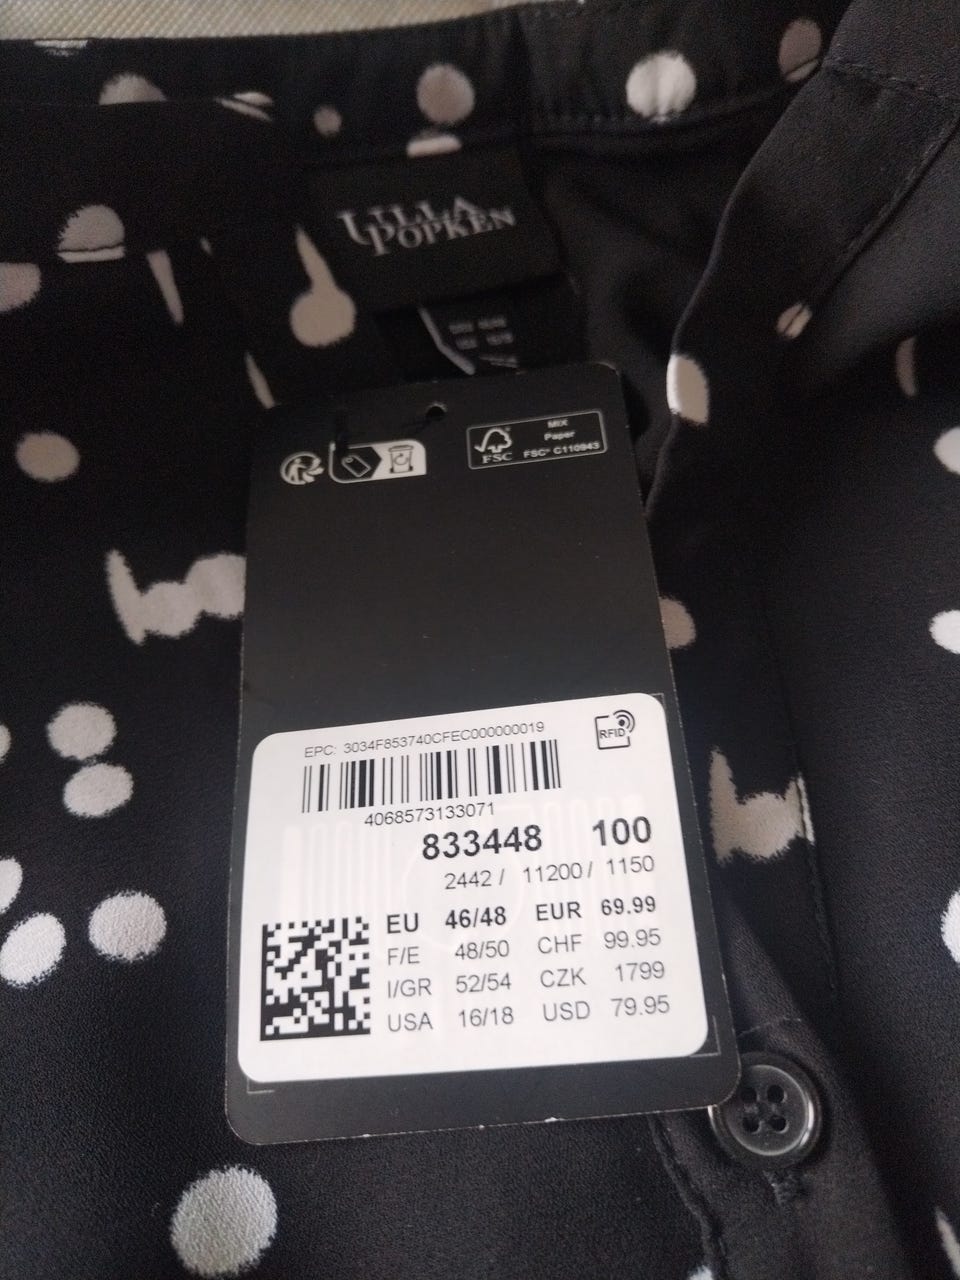 ULLA
POPKEN
FSC
MIX
Paper
FSC® C110943
EPC: 3034F853740CFEC000000019
RFID
4068573133071
833448 100
2442 / 11200 / 1150
EU 46/48 EUR 69.99
F/E 48/50 CHF 99.95
I/GR 52/54 CZK 1799
USA 16/18 USD 79.95